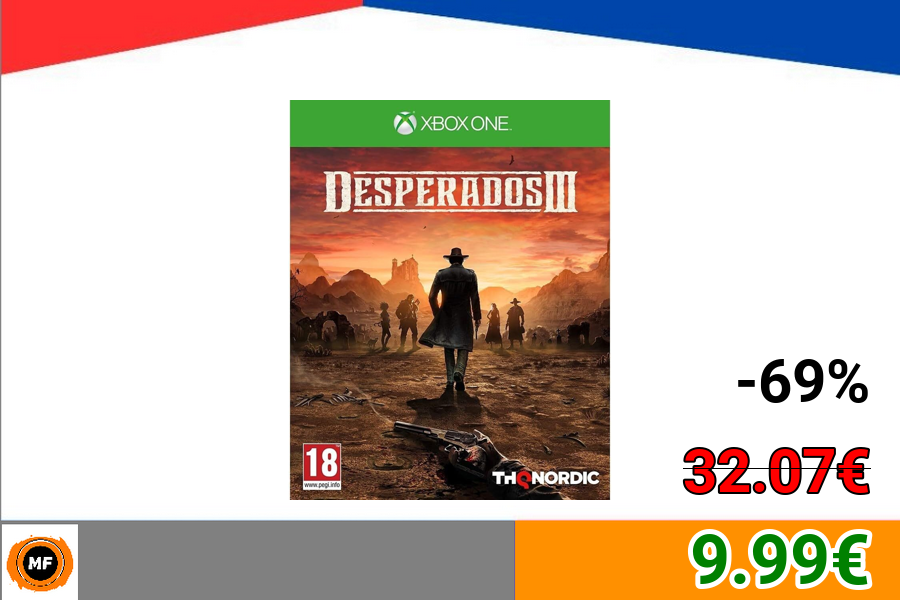 XBOX ONE
DESPERADOS III
18
www.pegi.info
THQ NORDIC
-69%
32.07€
9.99€
MF